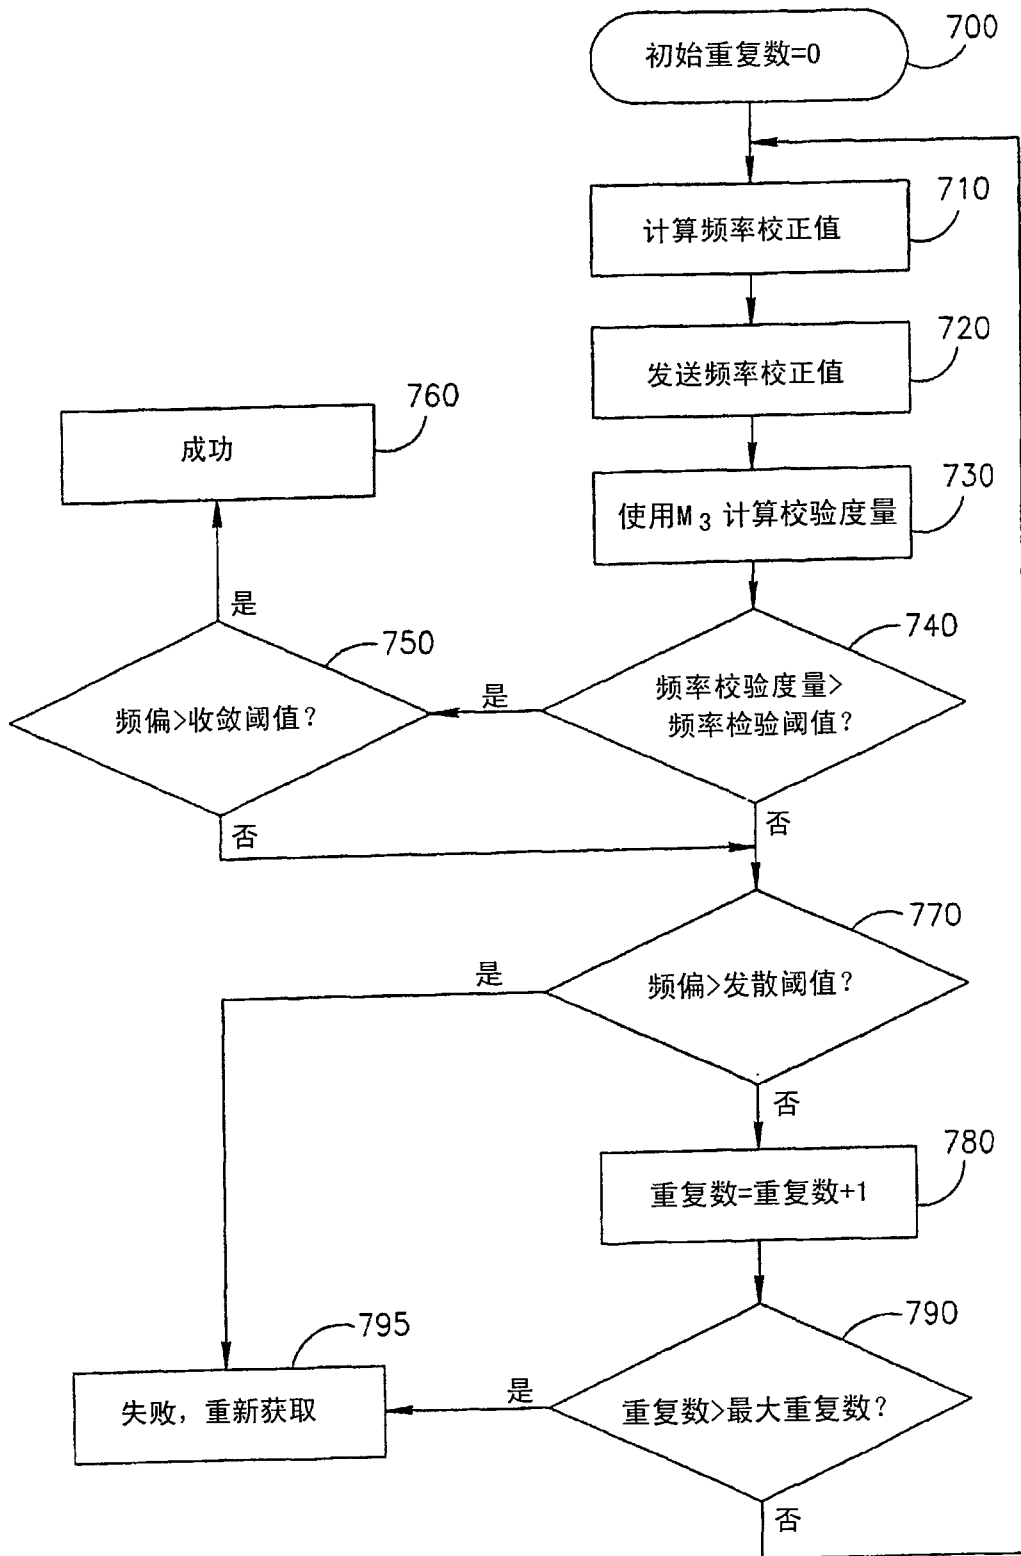 初始重复数=0
700
计算频率校正值
710
发送频率校正值
720
使用M₃ 计算校验度量
730
频率校验度量>
频率检验阈值?
740
是
否
频偏>收敛阈值?
750
是
否
成功
760
频偏>发散阈值?
770
是
否
重复数=重复数+1
780
重复数>最大重复数?
790
是
否
失败, 重新获取
795